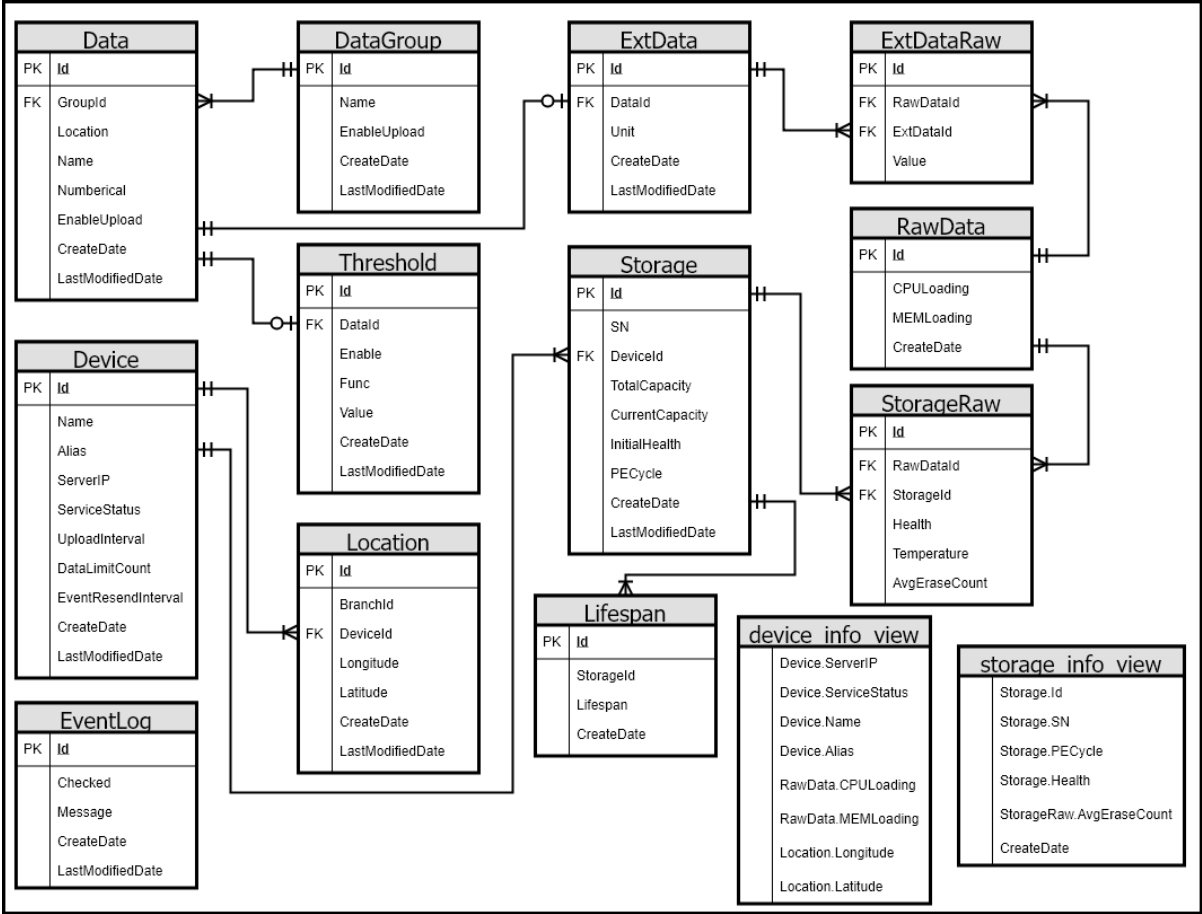 Data
PK Id
FK GroupId
Location
Name
Numberical
EnableUpload
CreateDate
LastModifiedDate
DataGroup
PK Id
Name
EnableUpload
CreateDate
LastModifiedDate
ExtData
PK Id
FK DataId
Unit
CreateDate
LastModifiedDate
ExtDataRaw
PK Id
FK RawDataId
FK ExtDataId
Value
RawData
PK Id
CPULoading
MEMLoading
CreateDate
Threshold
PK Id
FK DataId
Enable
Func
Value
CreateDate
LastModifiedDate
Storage
PK Id
SN
FK DeviceId
TotalCapacity
CurrentCapacity
InitialHealth
PECycle
CreateDate
LastModifiedDate
Device
PK Id
Name
Alias
ServerIP
ServiceStatus
UploadInterval
DataLimitCount
EventResendInterval
CreateDate
LastModifiedDate
StorageRaw
PK Id
FK RawDataId
FK StorageId
Health
Temperature
AvgEraseCount
Location
PK Id
BranchId
FK DeviceId
Longitude
Latitude
CreateDate
LastModifiedDate
Lifespan
PK Id
StorageId
Lifespan
CreateDate
device_info_view
Device.ServerIP
Device.ServiceStatus
Device.Name
Device.Alias
RawData.CPULoading
RawData.MEMLoading
Location.Longitude
Location.Latitude
storage_info_view
Storage.Id
Storage.SN
Storage.PECycle
Storage.Health
StorageRaw.AvgEraseCount
CreateDate
EventLog
PK Id
Checked
Message
CreateDate
LastModifiedDate